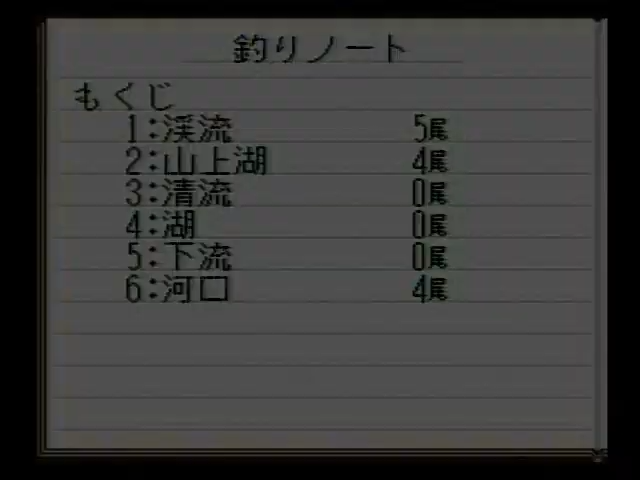 釣りノート
もくじ
1:渓流 5尾
2:山上湖 4尾
3:清流 0尾
4:湖 0尾
5:下流 0尾
6:河口 4尾